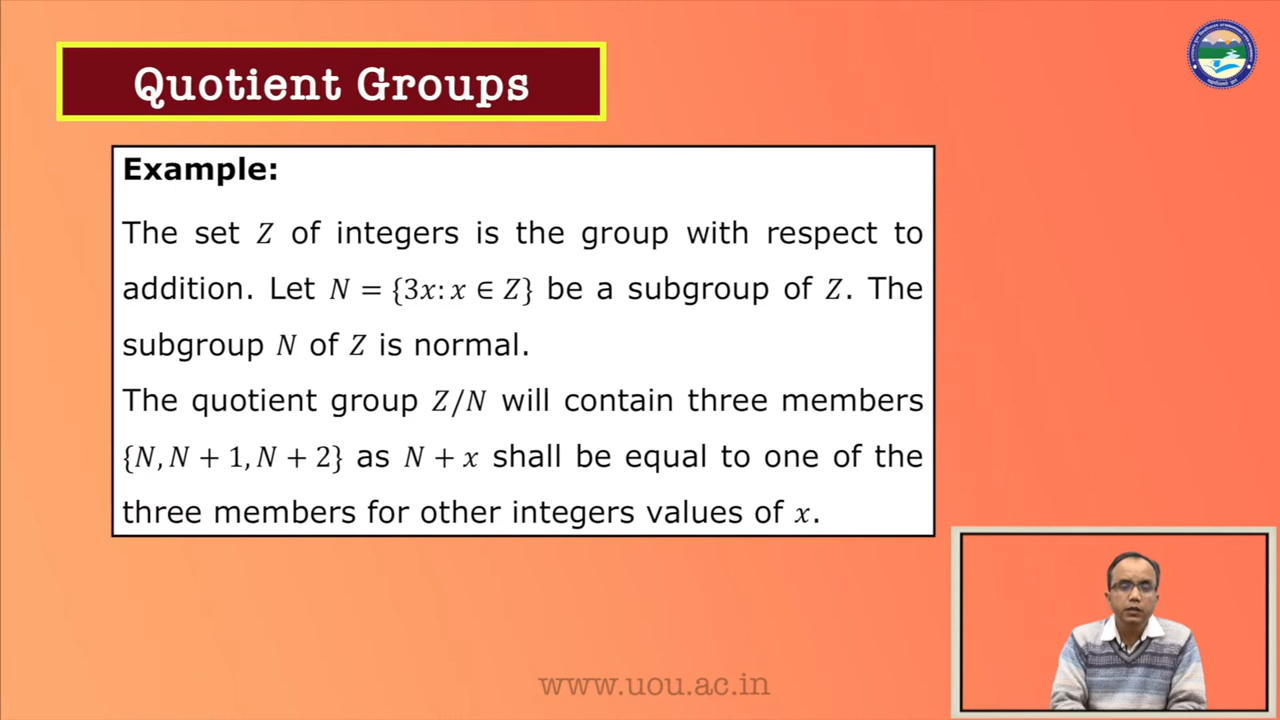 Quotient Groups
Example:
The set Z of integers is the group with respect to
addition. Let N = {3x: x ∈ Z} be a subgroup of Z. The
subgroup N of Z is normal.
The quotient group Z/N will contain three members
{N, N + 1, N + 2} as N + x shall be equal to one of the
three members for other integers values of x.
www.uou.ac.in